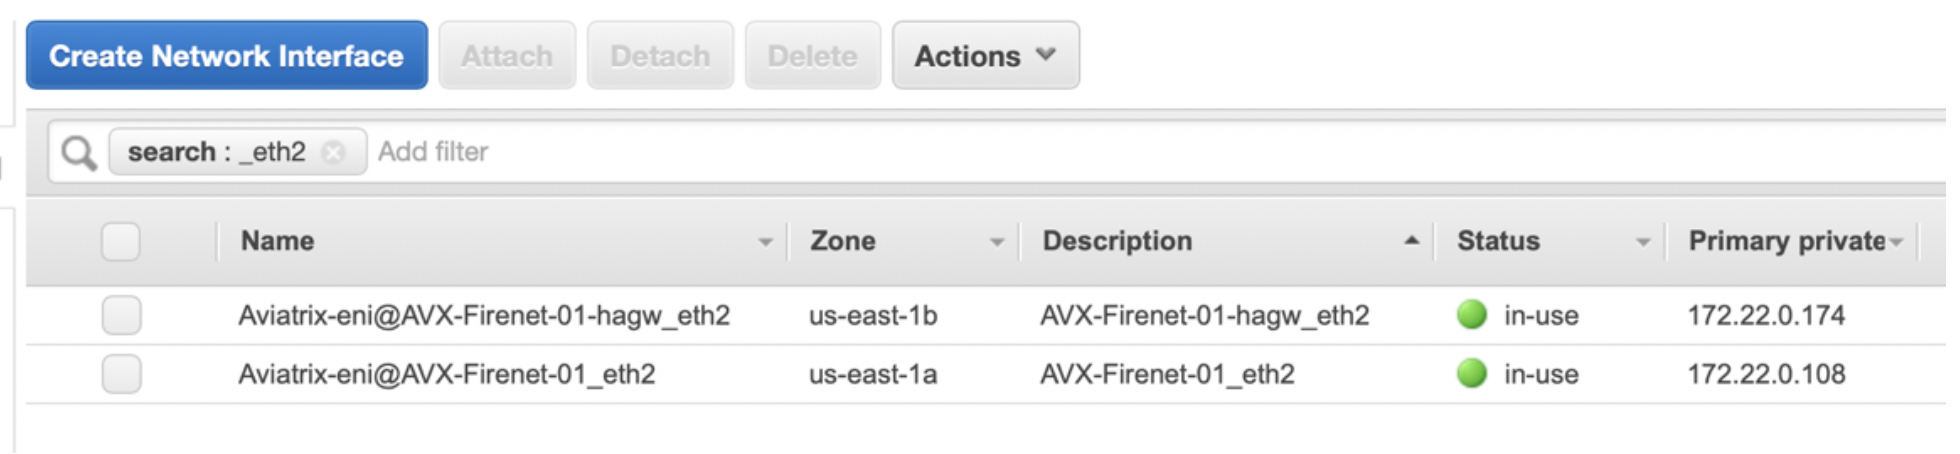 Create Network Interface Attach Detach Delete Actions
search : _eth2 Add filter
Name Zone Description Status Primary private
Aviatrix-eni@AVX-Firenet-01-hagw_eth2 us-east-1b AVX-Firenet-01-hagw_eth2 in-use 172.22.0.174
Aviatrix-eni@AVX-Firenet-01_eth2 us-east-1a AVX-Firenet-01_eth2 in-use 172.22.0.108